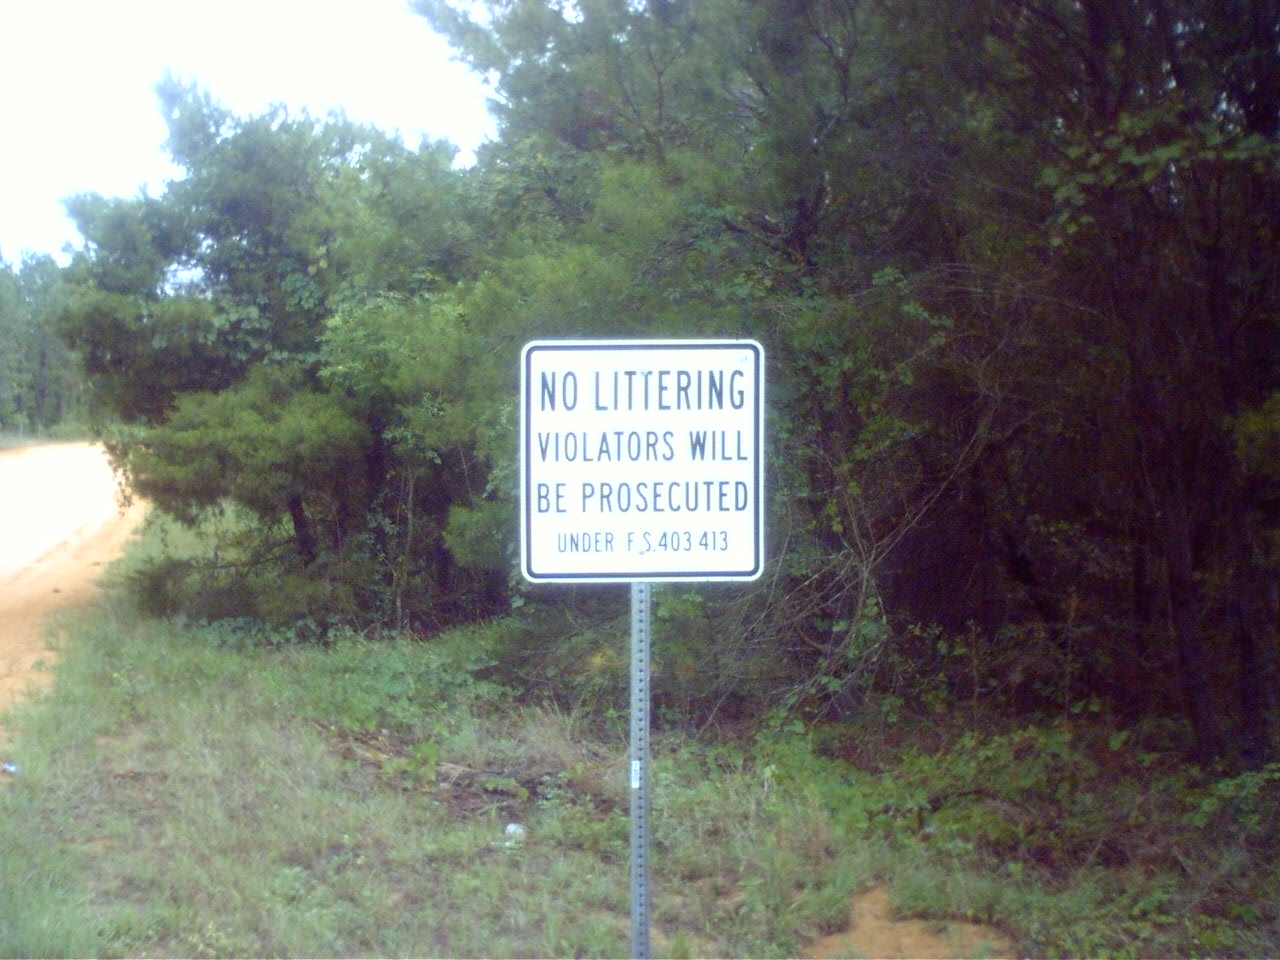 NO LITTERING
VIOLATORS WILL
BE PROSECUTED
UNDER F.S.403 413